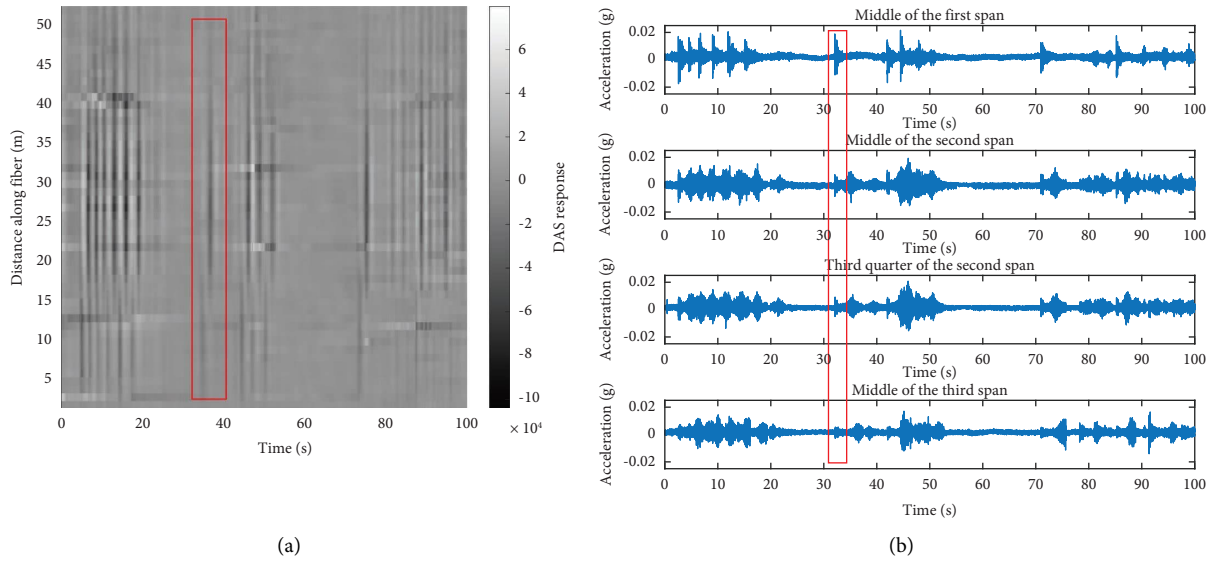 50
45
40
35
30
25
20
15
10
5
Distance along fiber (m)
0 20 40 60 80 100
Time (s)
6
4
2
0
-2
-4
-6
-8
-10
× 10⁴
DAS response
(a)
Middle of the first span
Acceleration (g)
0.02
0
-0.02
0 10 20 30 40 50 60 70 80 90 100
Time (s)
Middle of the second span
Acceleration (g)
0.02
0
-0.02
0 10 20 30 40 50 60 70 80 90 100
Time (s)
Third quarter of the second span
Acceleration (g)
0.02
0
-0.02
0 10 20 30 40 50 60 70 80 90 100
Time (s)
Middle of the third span
Acceleration (g)
0.02
0
-0.02
0 10 20 30 40 50 60 70 80 90 100
Time (s)
(b)